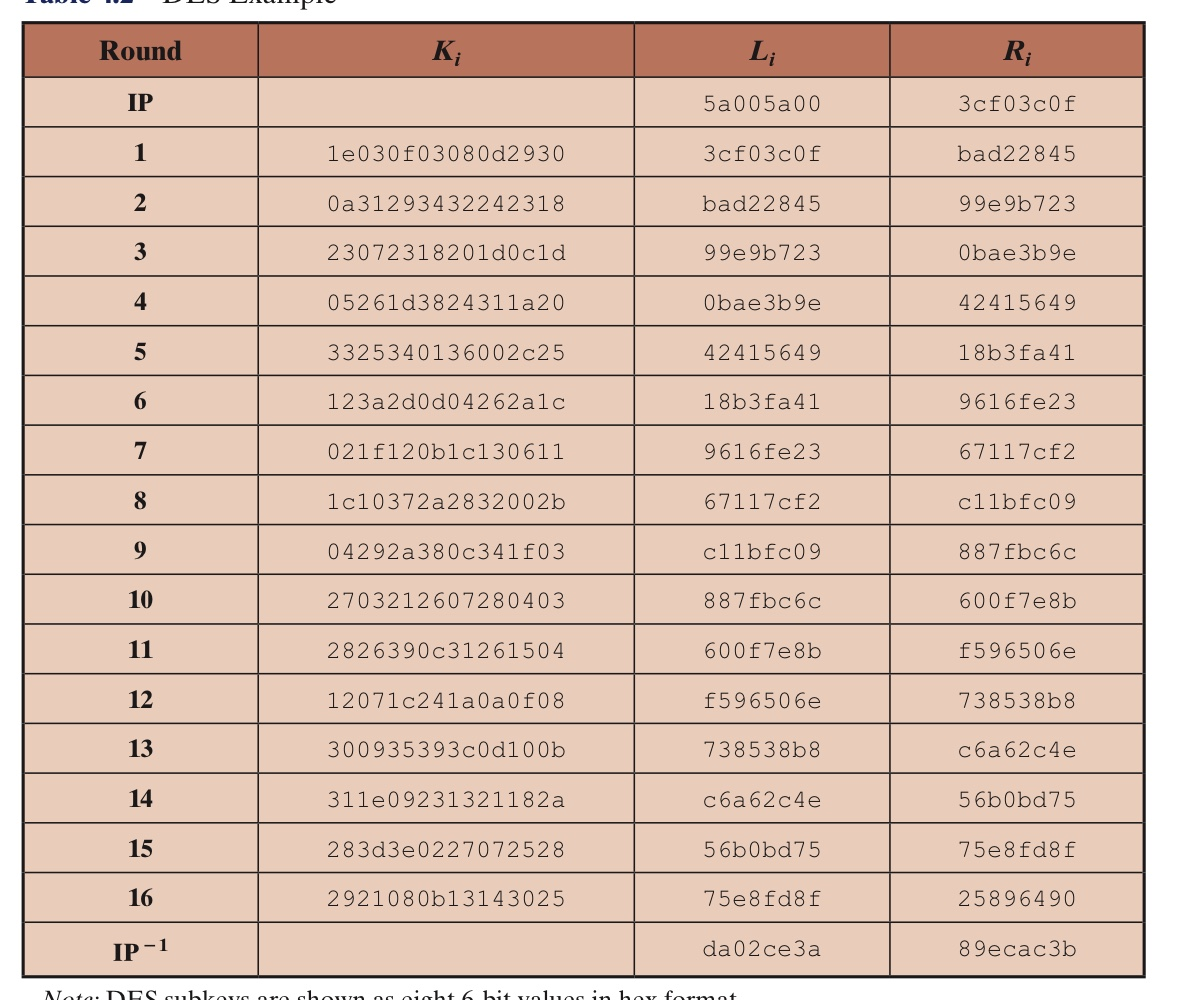 Table 4.2 DES Example
Round K_i L_i R_i
IP 5a005a00 3cf03c0f
1 1e030f03080d2930 3cf03c0f bad22845
2 0a31293432242318 bad22845 99e9b723
3 23072318201d0c1d 99e9b723 0bae3b9e
4 05261d3824311a20 0bae3b9e 42415649
5 3325340136002c25 42415649 18b3fa41
6 123a2d0d04262a1c 18b3fa41 9616fe23
7 021f120b1c130611 9616fe23 67117cf2
8 1c10372a2832002b 67117cf2 c11bfc09
9 04292a380c341f03 c11bfc09 887fbc6c
10 2703212607280403 887fbc6c 600f7e8b
11 2826390c31261504 600f7e8b f596506e
12 12071c241a0a0f08 f596506e 738538b8
13 300935393c0d100b 738538b8 c6a62c4e
14 311e09231321182a c6a62c4e 56b0bd75
15 283d3e0227072528 56b0bd75 75e8fd8f
16 2921080b13143025 75e8fd8f 25896490
IP⁻¹ da02ce3a 89ecac3b
Note: DES subkeys are shown as eight 6-bit values in hex format